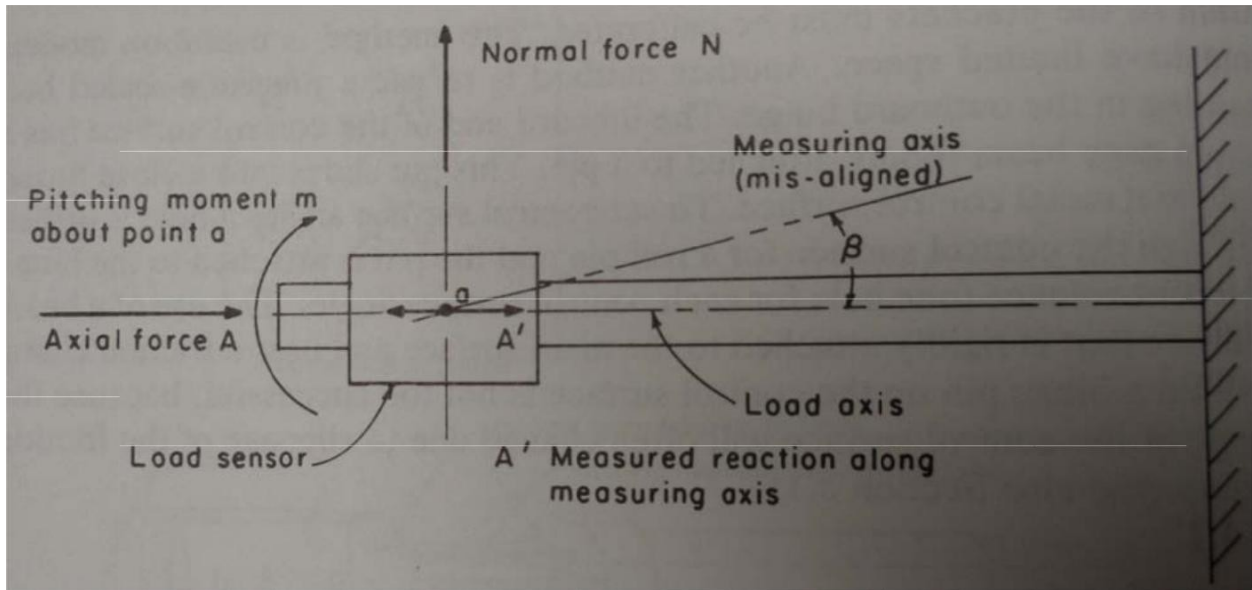 Normal force N
Measuring axis
(mis-aligned)
Pitching moment m
about point a
β
a
Axial force A
A'
Load axis
Load sensor
A' Measured reaction along
measuring axis